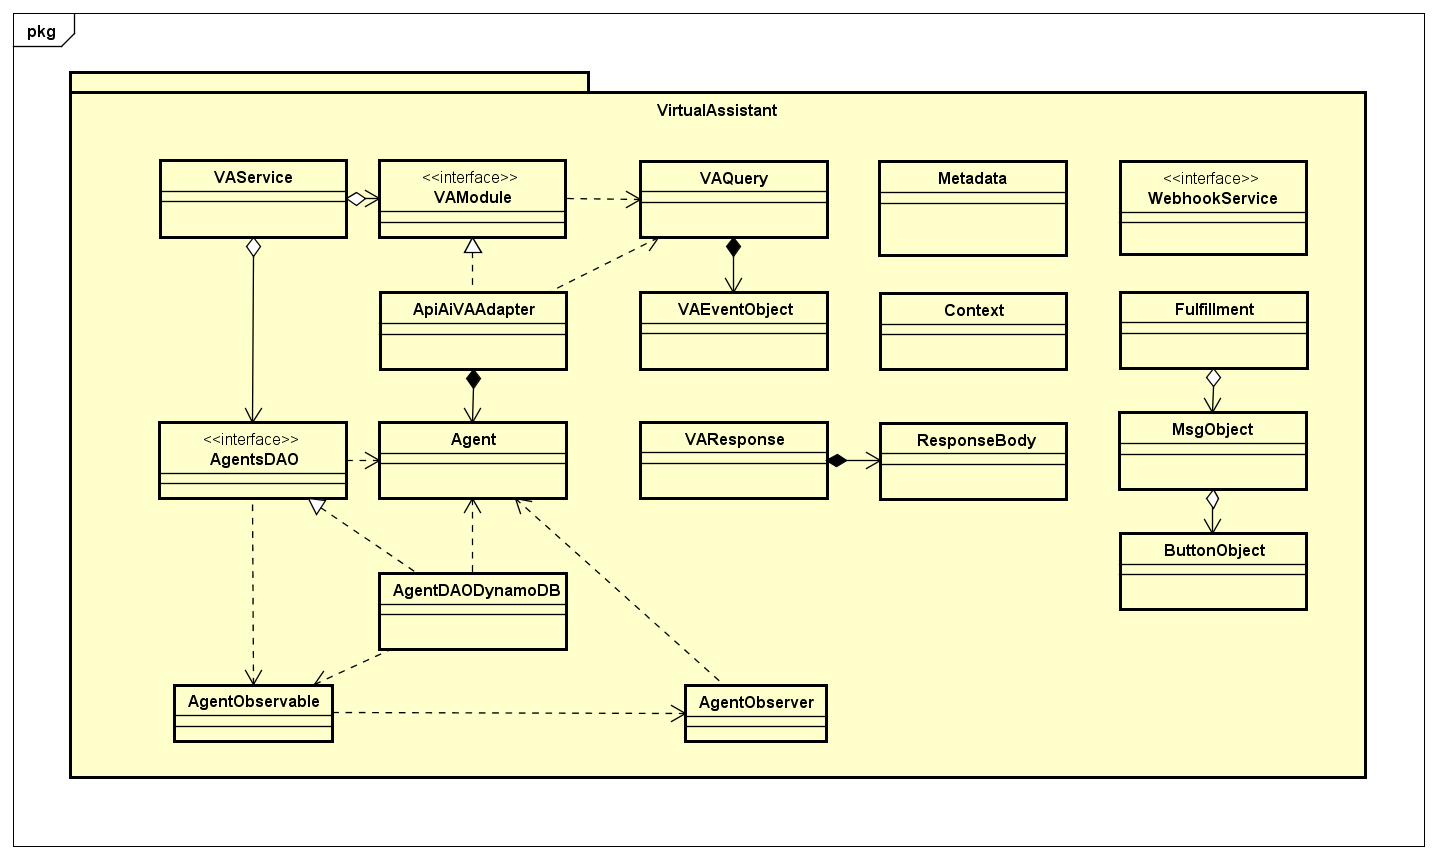 pkg
VirtualAssistant
VAService
<<interface>>
VAModule
VAQuery
Metadata
<<interface>>
WebhookService
ApiAiVAAdapter
VAEventObject
Context
Fulfillment
<<interface>>
AgentsDAO
Agent
VAResponse
ResponseBody
MsgObject
AgentDAODynamoDB
ButtonObject
AgentObservable
AgentObserver